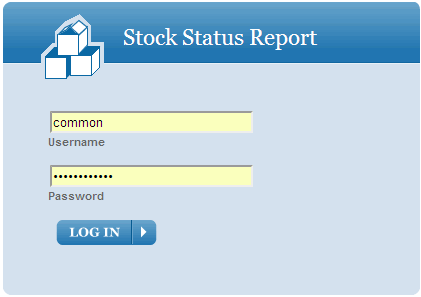 Stock Status Report
common
Username
••••••••••••
Password
LOG IN